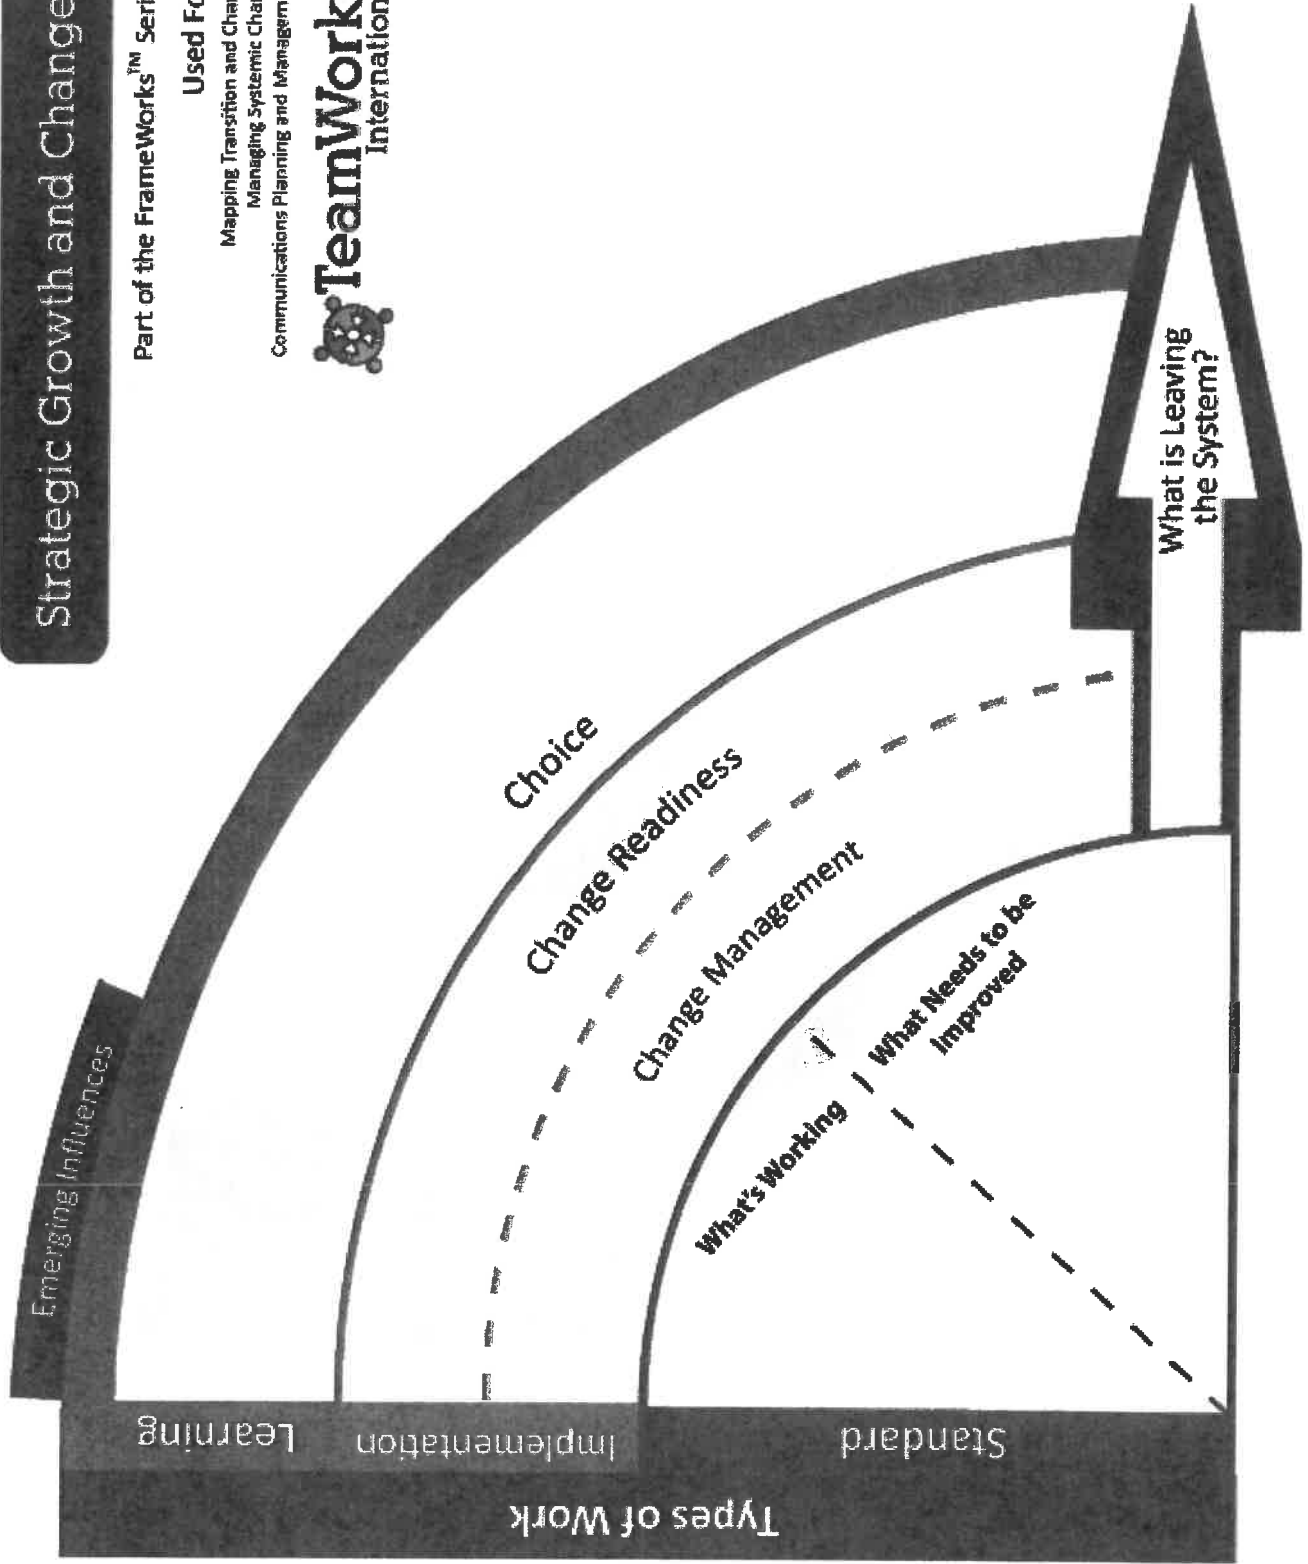 Strategic Growth and Change
Part of the FrameWorks™ Seri
Used Fo
Mapping Transition and Char
Managing Systemic Char
Communications Planning and Managem
TeamWork
Internation
Emerging Influences
Types of Work
Learning
Implementation
Standard
Choice
Change Readiness
Change Management
What's Working
What Needs to be
Improved
What is Leaving
the System?